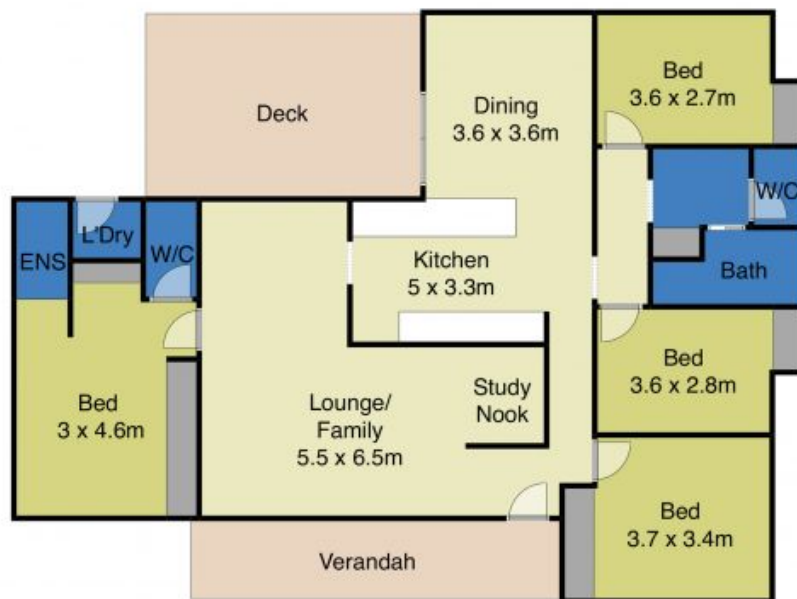 Deck
Dining
3.6 x 3.6m
Bed
3.6 x 2.7m
ENS
L'Dry
W/C
Kitchen
5 x 3.3m
W/C
Bath
Bed
3 x 4.6m
Lounge/
Family
5.5 x 6.5m
Study
Nook
Bed
3.6 x 2.8m
Bed
3.7 x 3.4m
Verandah